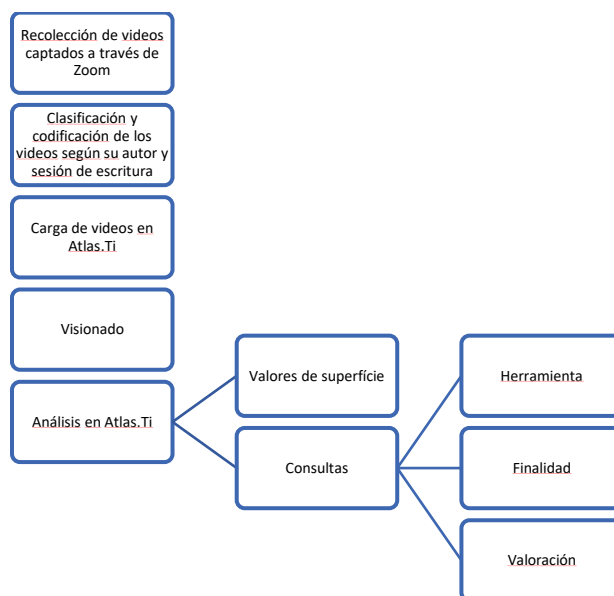 Recolección de videos
captados a través de
Zoom
Clasificación y
codificación de los
videos según su autor y
sesión de escritura
Carga de videos en
Atlas.Ti
Visionado
Análisis en Atlas.Ti
Valores de superfície
Consultas
Herramienta
Finalidad
Valoración